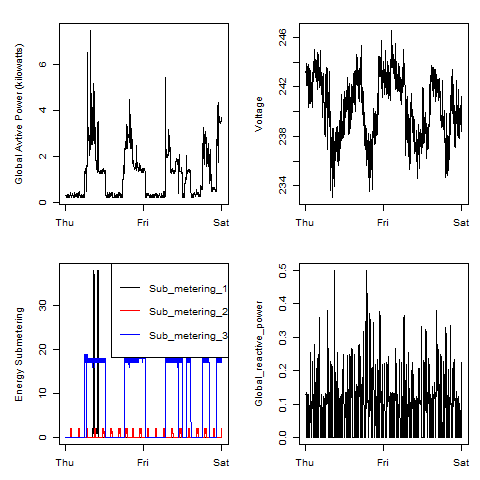 Global Avtive Power (kilowatts)
0 2 4 6
Thu Fri Sat
Voltage
234 238 242 246
Thu Fri Sat
Energy Submetering
0 10 20 30
Sub_metering_1
Sub_metering_2
Sub_metering_3
Thu Fri Sat
Global_reactive_power
0.0 0.1 0.2 0.3 0.4 0.5
Thu Fri Sat